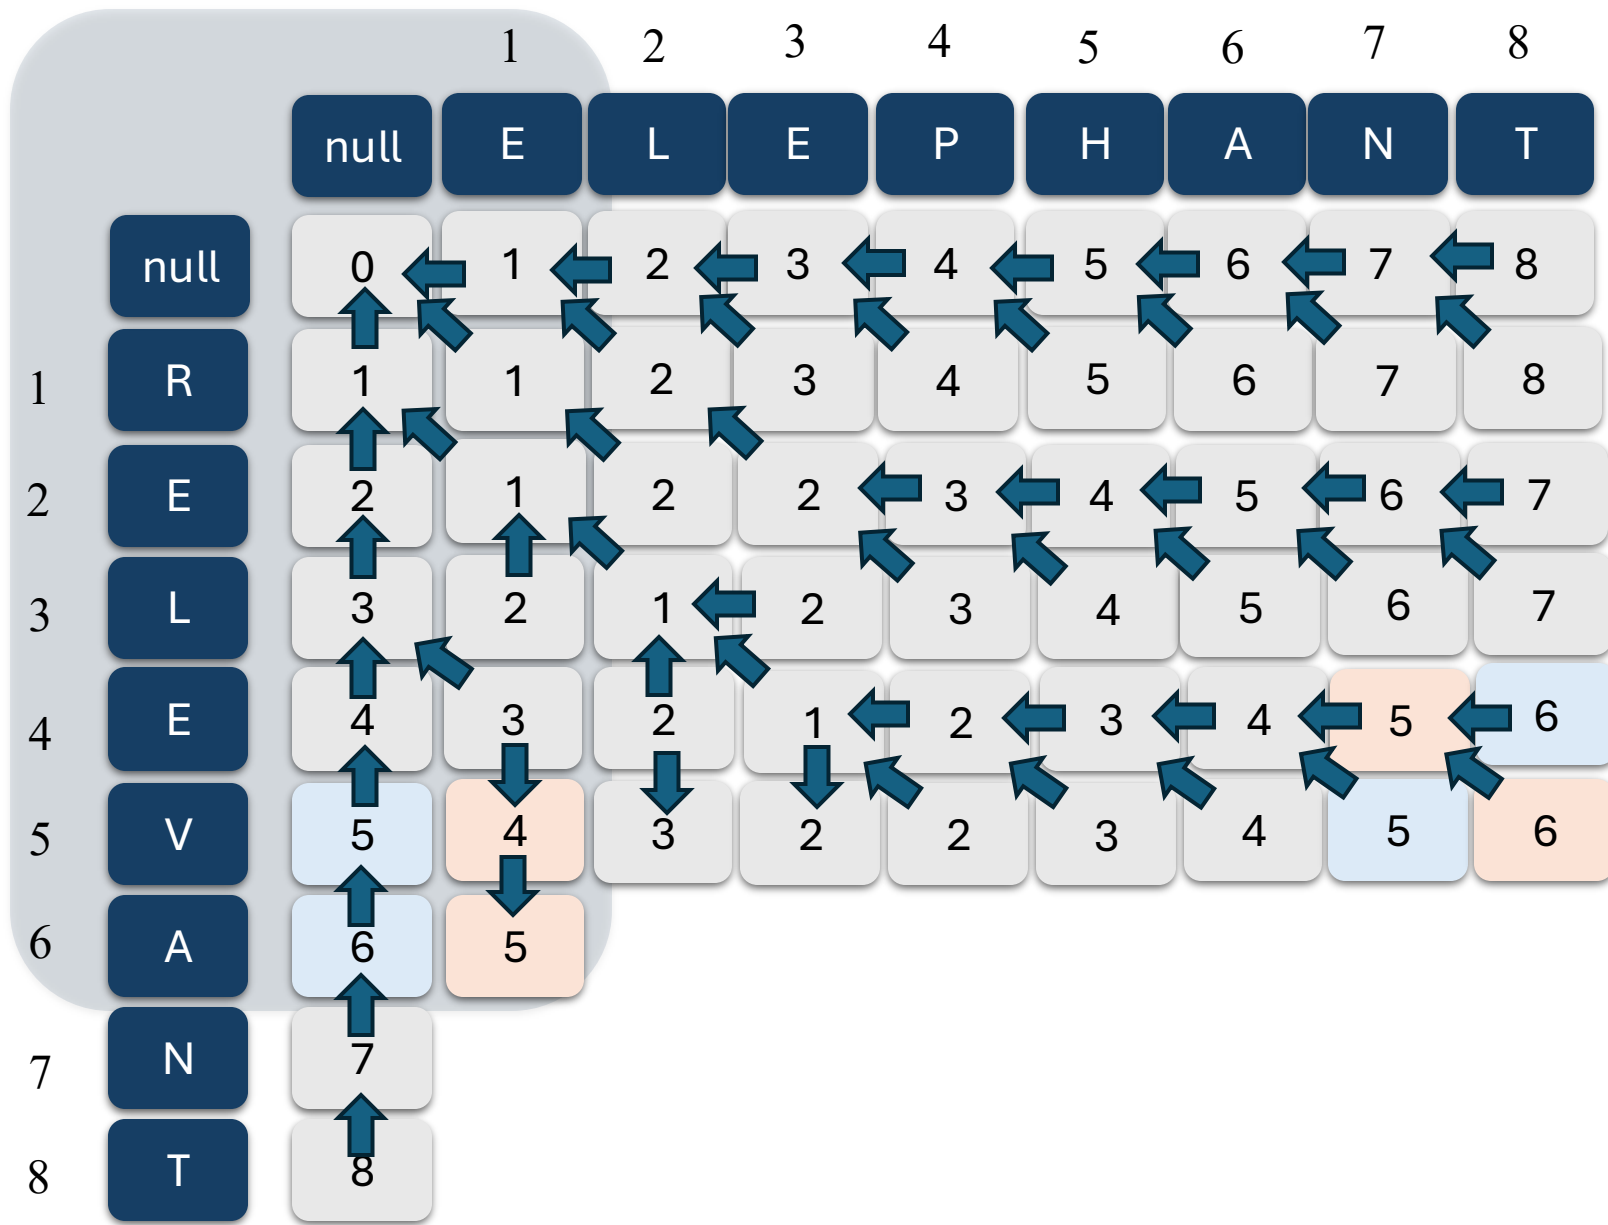 1 2 3 4 5 6 7 8
null E L E P H A N T
null 0 1 2 3 4 5 6 7 8
1 R 1 1 2 3 4 5 6 7 8
2 E 2 1 2 2 3 4 5 6 7
3 L 3 2 1 2 3 4 5 6 7
4 E 4 3 2 1 2 3 4 5 6
5 V 5 4 3 2 2 3 4 5 6
6 A 6 5
7 N 7
8 T 8